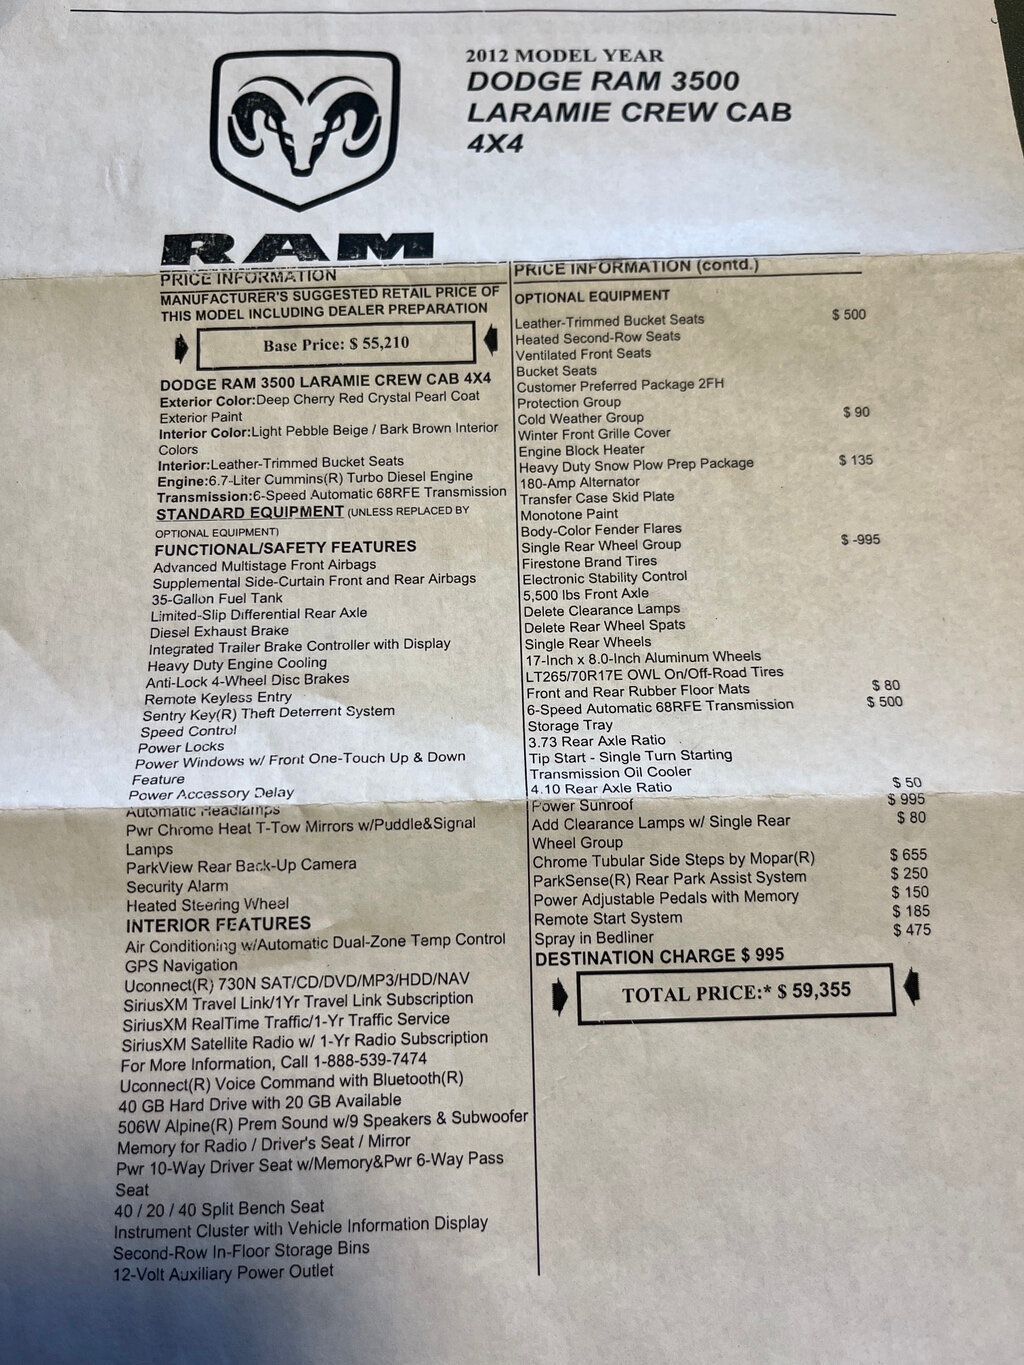 2012 MODEL YEAR
DODGE RAM 3500
LARAMIE CREW CAB
4X4
RAM
PRICE INFORMATION
MANUFACTURER'S SUGGESTED RETAIL PRICE OF
THIS MODEL INCLUDING DEALER PREPARATION
Base Price: $ 55,210
DODGE RAM 3500 LARAMIE CREW CAB 4X4
Exterior Color:Deep Cherry Red Crystal Pearl Coat
Exterior Paint
Interior Color:Light Pebble Beige / Bark Brown Interior
Colors
Interior:Leather-Trimmed Bucket Seats
Engine:6.7-Liter Cummins(R) Turbo Diesel Engine
Transmission:6-Speed Automatic 68RFE Transmission
STANDARD EQUIPMENT (UNLESS REPLACED BY
OPTIONAL EQUIPMENT)
FUNCTIONAL/SAFETY FEATURES
Advanced Multistage Front Airbags
Supplemental Side-Curtain Front and Rear Airbags
35-Gallon Fuel Tank
Limited-Slip Differential Rear Axle
Diesel Exhaust Brake
Integrated Trailer Brake Controller with Display
Heavy Duty Engine Cooling
Anti-Lock 4-Wheel Disc Brakes
Remote Keyless Entry
Sentry Key(R) Theft Deterrent System
Speed Control
Power Locks
Power Windows w/ Front One-Touch Up & Down
Feature
Power Accessory Delay
Automatic Headlamps
Pwr Chrome Heat T-Tow Mirrors w/Puddle&Signal
Lamps
ParkView Rear Back-Up Camera
Security Alarm
Heated Steering Wheel
INTERIOR FEATURES
Air Conditioning w/Automatic Dual-Zone Temp Control
GPS Navigation
Uconnect(R) 730N SAT/CD/DVD/MP3/HDD/NAV
SiriusXM Travel Link/1Yr Travel Link Subscription
SiriusXM RealTime Traffic/1-Yr Traffic Service
SiriusXM Satellite Radio w/ 1-Yr Radio Subscription
For More Information, Call 1-888-539-7474
Uconnect(R) Voice Command with Bluetooth(R)
40 GB Hard Drive with 20 GB Available
506W Alpine(R) Prem Sound w/9 Speakers & Subwoofer
Memory for Radio / Driver's Seat / Mirror
Pwr 10-Way Driver Seat w/Memory&Pwr 6-Way Pass
Seat
40 / 20 / 40 Split Bench Seat
Instrument Cluster with Vehicle Information Display
Second-Row In-Floor Storage Bins
12-Volt Auxiliary Power Outlet
PRICE INFORMATION (contd.)
OPTIONAL EQUIPMENT
Leather-Trimmed Bucket Seats $ 500
Heated Second-Row Seats
Ventilated Front Seats
Bucket Seats
Customer Preferred Package 2FH
Protection Group
Cold Weather Group $ 90
Winter Front Grille Cover
Engine Block Heater
Heavy Duty Snow Plow Prep Package $ 135
180-Amp Alternator
Transfer Case Skid Plate
Monotone Paint
Body-Color Fender Flares
Single Rear Wheel Group $ -995
Firestone Brand Tires
Electronic Stability Control
5,500 lbs Front Axle
Delete Clearance Lamps
Delete Rear Wheel Spats
Single Rear Wheels
17-Inch x 8.0-Inch Aluminum Wheels
LT265/70R17E OWL On/Off-Road Tires
Front and Rear Rubber Floor Mats $ 80
6-Speed Automatic 68RFE Transmission $ 500
Storage Tray
3.73 Rear Axle Ratio
Tip Start - Single Turn Starting
Transmission Oil Cooler
4.10 Rear Axle Ratio $ 50
Power Sunroof $ 995
Add Clearance Lamps w/ Single Rear $ 80
Wheel Group
Chrome Tubular Side Steps by Mopar(R) $ 655
ParkSense(R) Rear Park Assist System $ 250
Power Adjustable Pedals with Memory $ 150
Remote Start System $ 185
Spray in Bedliner $ 475
DESTINATION CHARGE $ 995
TOTAL PRICE:* $ 59,355